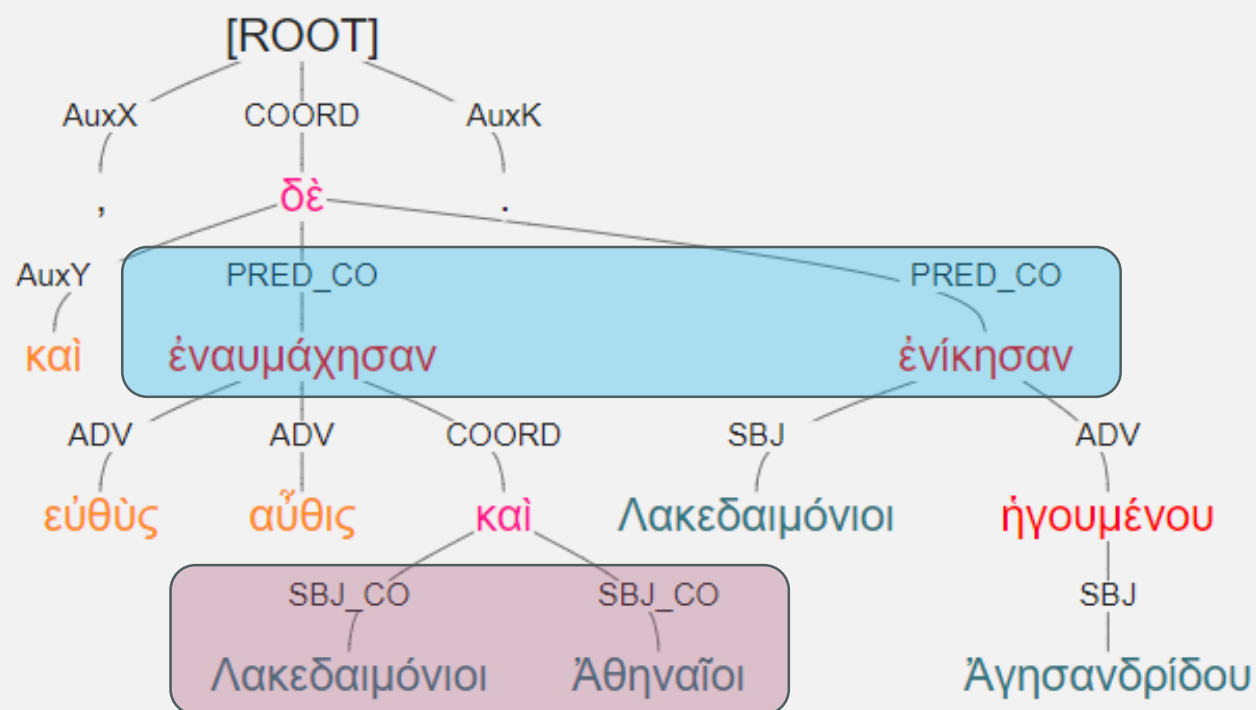 [ROOT]
AuxX COORD AuxK
, δὲ .
AuxY PRED_CO PRED_CO
καὶ ἐναυμάχησαν ἐνίκησαν
ADV ADV COORD SBJ ADV
εὐθὺς αὖθις καὶ Λακεδαιμόνιοι ἡγουμένου
SBJ_CO SBJ_CO SBJ
Λακεδαιμόνιοι Ἀθηναῖοι Ἁγησανδρίδου